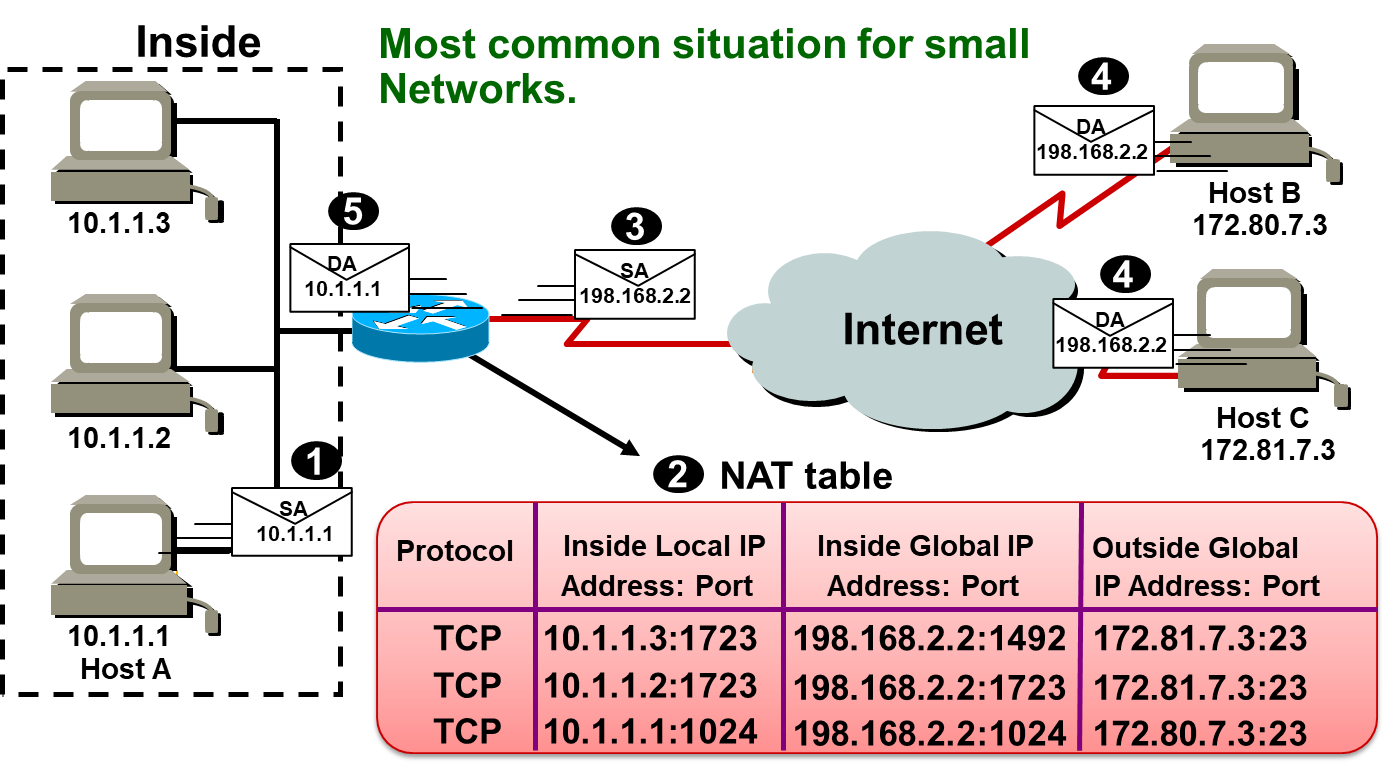 Inside
Most common situation for small
Networks.
4
DA
198.168.2.2
Host B
172.80.7.3
10.1.1.3
5
DA
10.1.1.1
3
SA
198.168.2.2
Internet
4
DA
198.168.2.2
Host C
172.81.7.3
10.1.1.2
1
SA
10.1.1.1
10.1.1.1
Host A
2 NAT table
Protocol
Inside Local IP
Address: Port
Inside Global IP
Address: Port
Outside Global
IP Address: Port
TCP 10.1.1.3:1723 198.168.2.2:1492 172.81.7.3:23
TCP 10.1.1.2:1723 198.168.2.2:1723 172.81.7.3:23
TCP 10.1.1.1:1024 198.168.2.2:1024 172.80.7.3:23